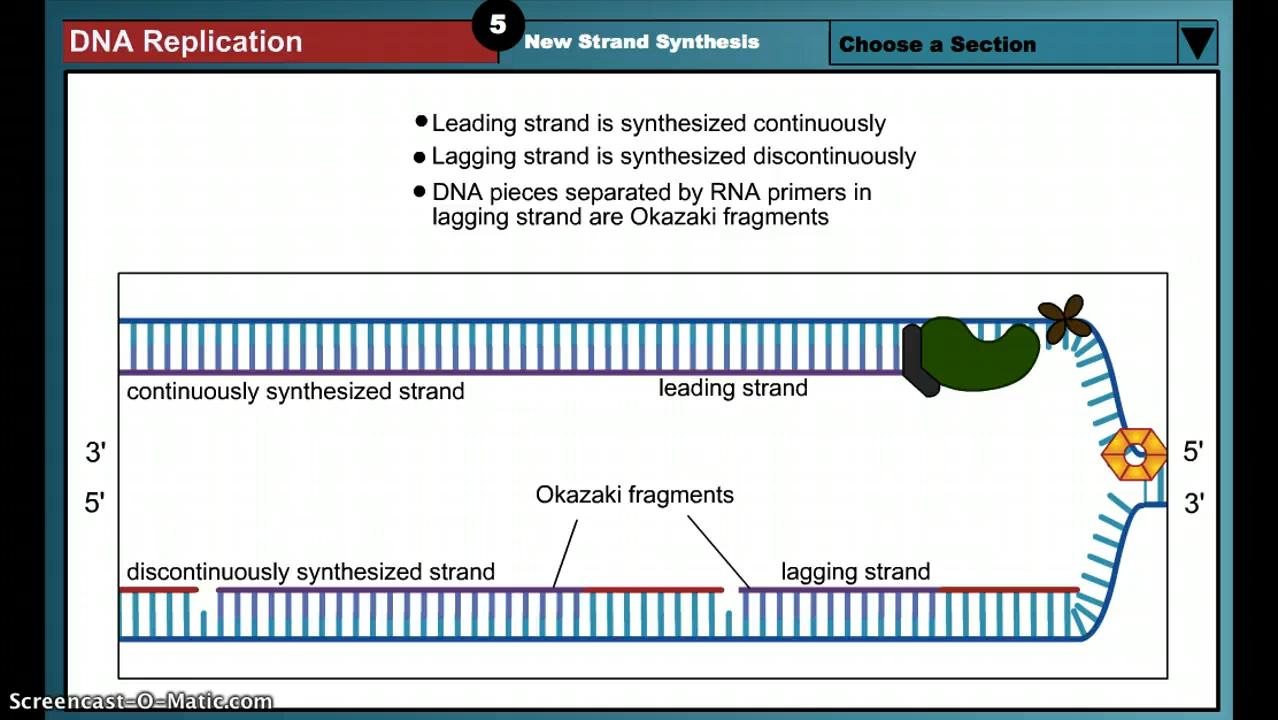 DNA Replication
5
New Strand Synthesis
Choose a Section
Leading strand is synthesized continuously
Lagging strand is synthesized discontinuously
DNA pieces separated by RNA primers in
lagging strand are Okazaki fragments
continuously synthesized strand
leading strand
3'
5'
5'
3'
Okazaki fragments
discontinuously synthesized strand
lagging strand
Screencast-O-Matic.com